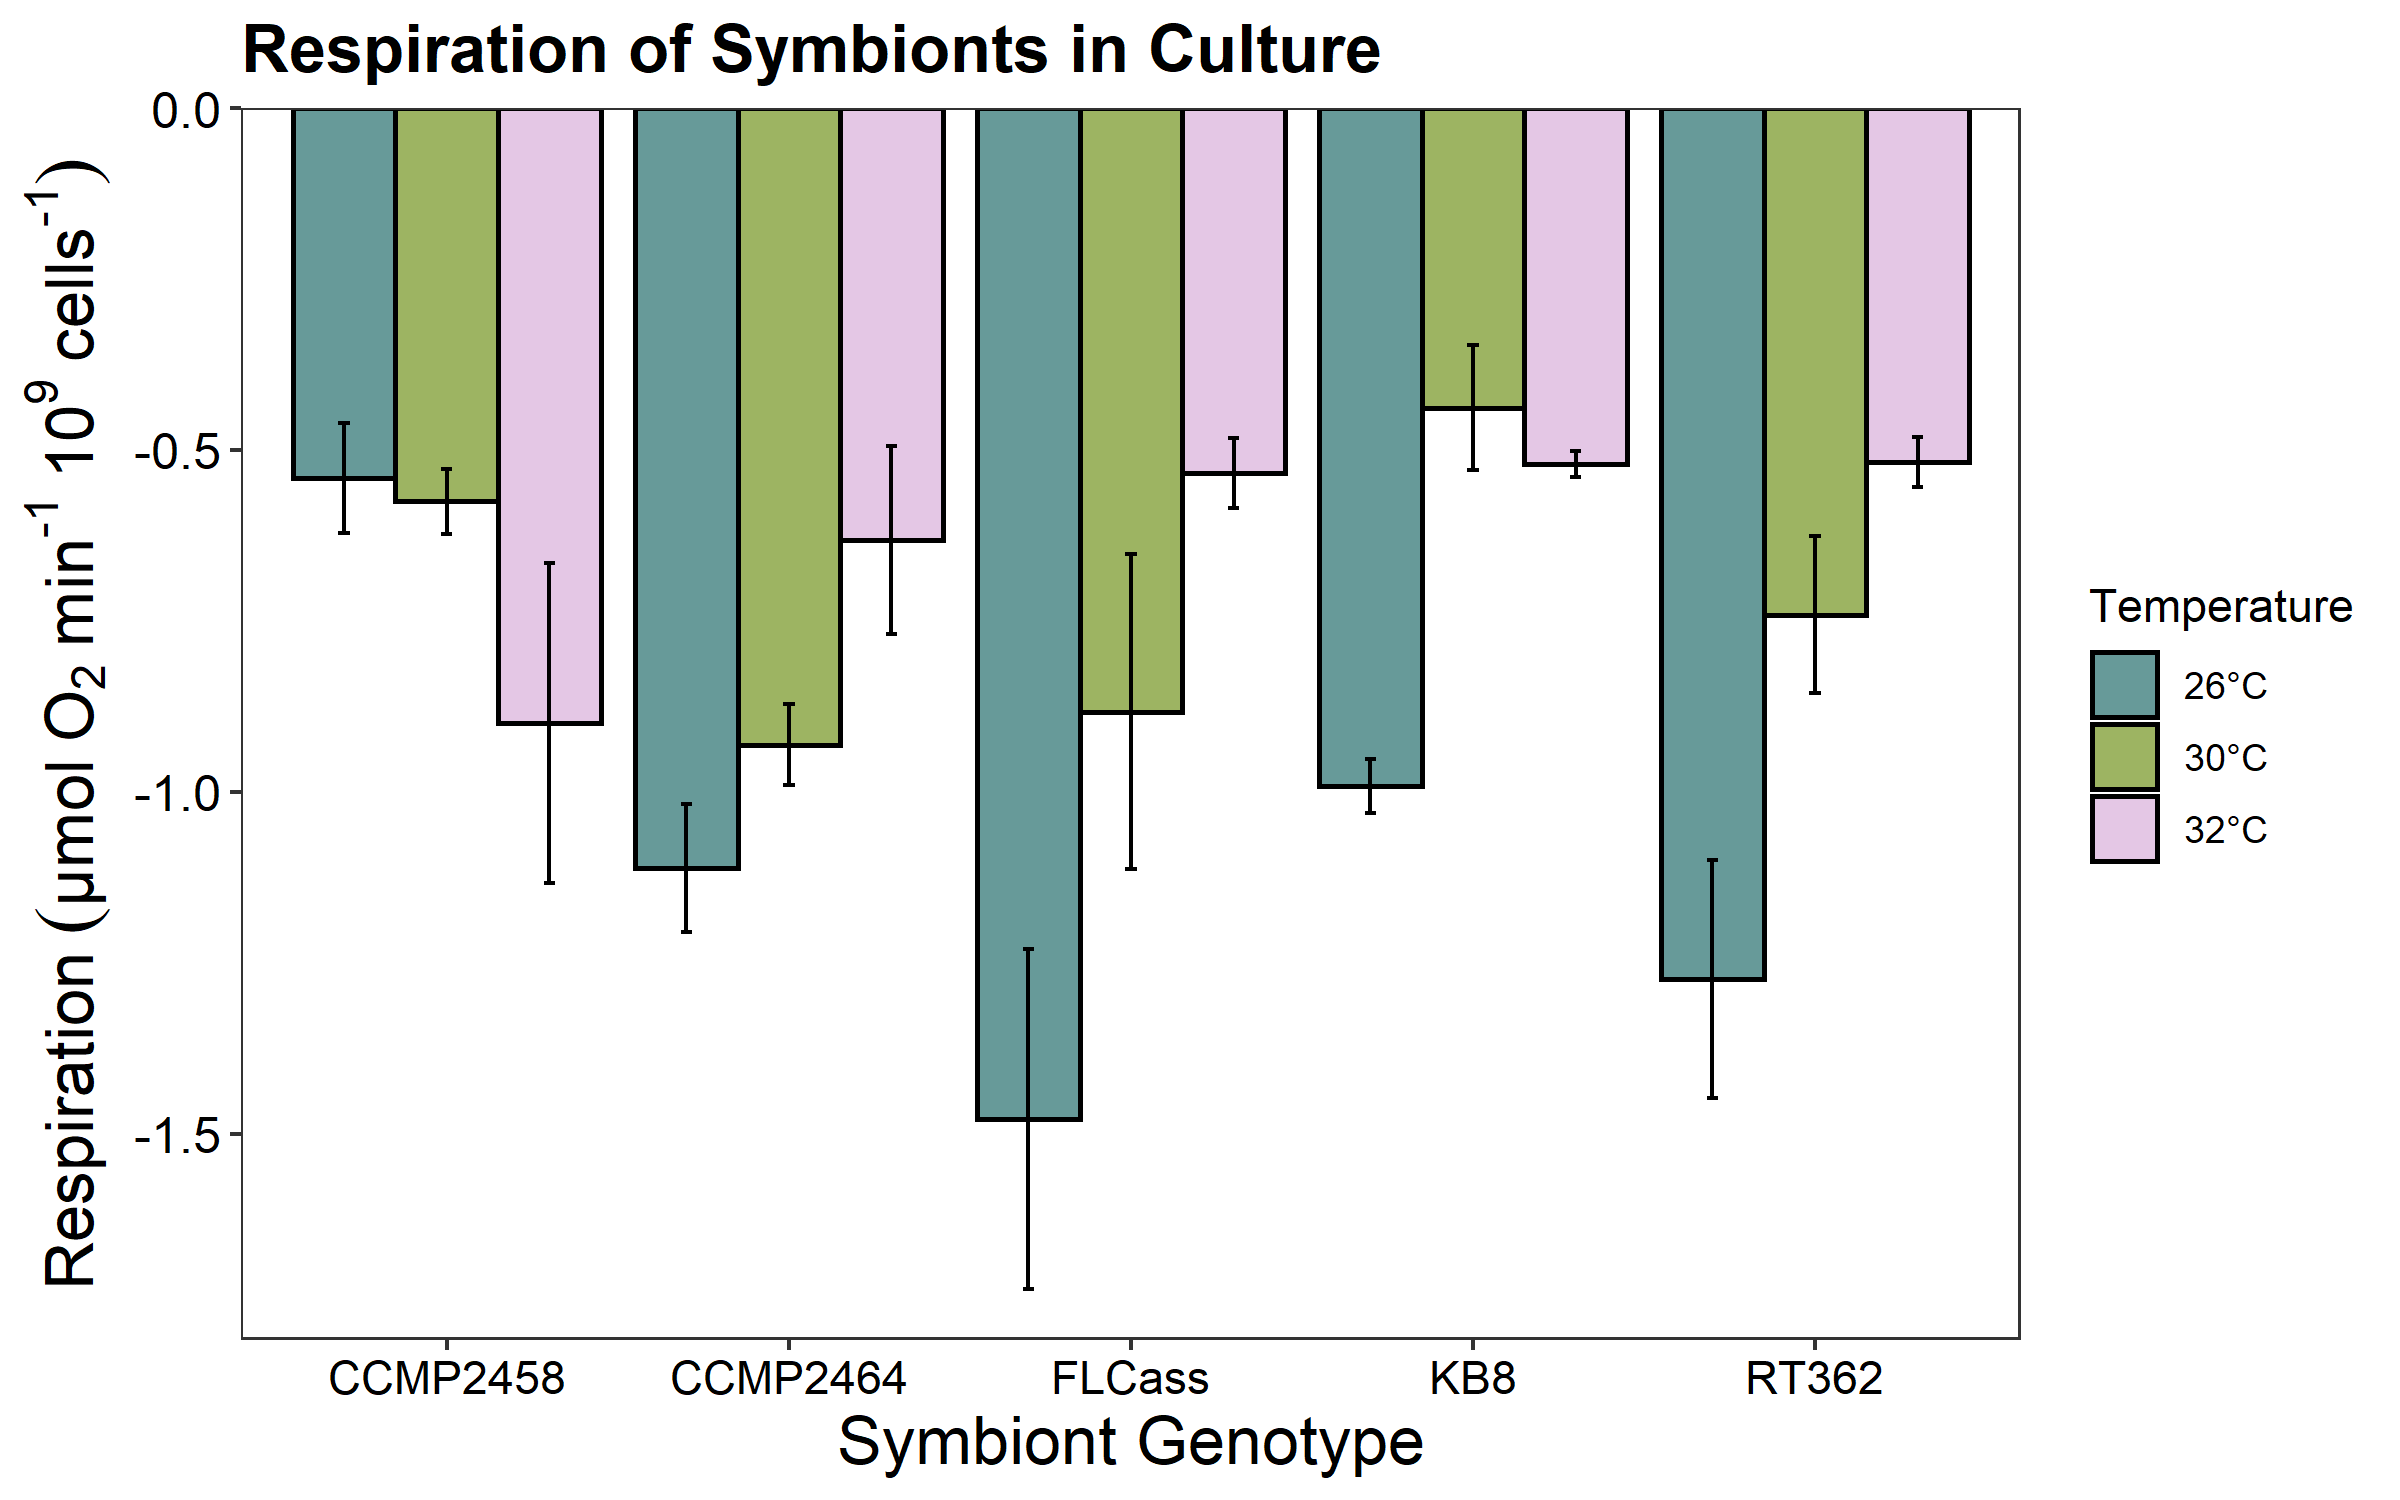 Respiration of Symbionts in Culture
Respiration (μmol O₂ min⁻¹ 10⁹ cells⁻¹)
0.0
-0.5
-1.0
-1.5
CCMP2458
CCMP2464
FLCass
KB8
RT362
Symbiont Genotype
Temperature
26°C
30°C
32°C